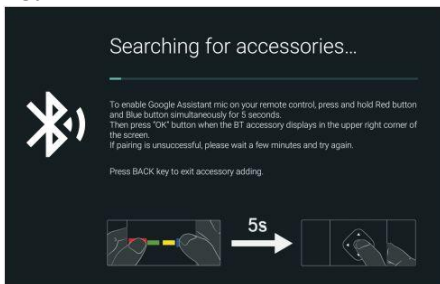 Searching for accessories...
To enable Google Assistant mic on your remote control, press and hold Red button
and Blue button simultaneously for 5 seconds.
Then press "OK" button when the BT accessory displays in the upper right corner of
the screen.
If pairing is unsuccessful, please wait a few minutes and try again.
Press BACK key to exit accessory adding.
5s